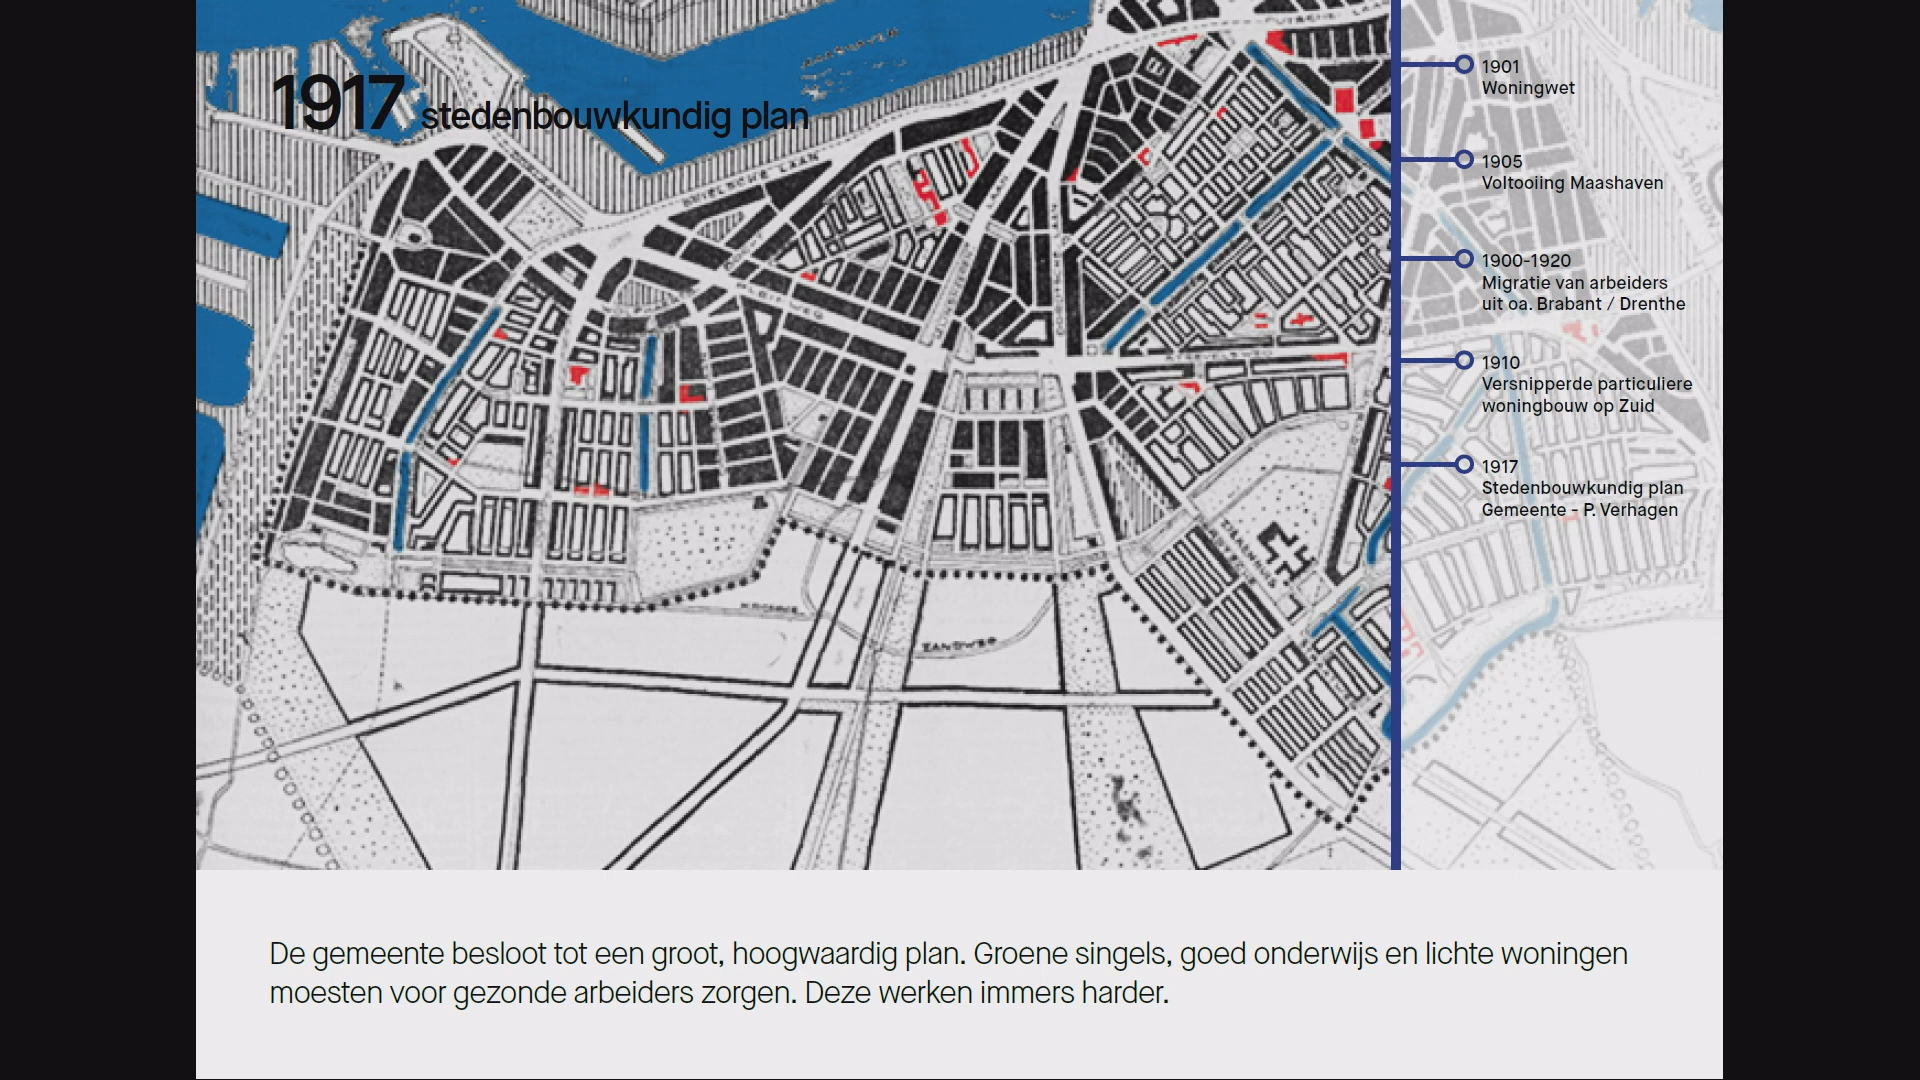 1917 stedenbouwkundig plan
1901
Woningwet
1905
Voltooiing Maashaven
1900-1920
Migratie van arbeiders
uit oa. Brabant / Drenthe
1910
Versnipperde particuliere
woningbouw op Zuid
1917
Stedenbouwkundig plan
Gemeente - P. Verhagen
STADION
ZANDWEG
De gemeente besloot tot een groot, hoogwaardig plan. Groene singels, goed onderwijs en lichte woningen
moesten voor gezonde arbeiders zorgen. Deze werken immers harder.